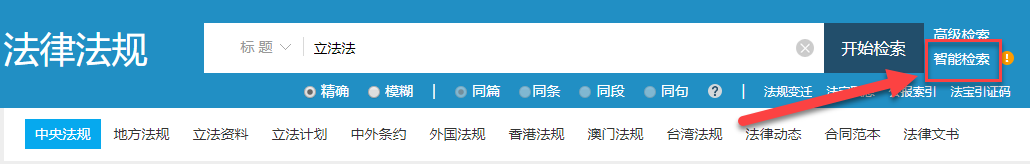 法律法规
标 题 立法法 开始检索
高级检索
智能检索
精确 模糊 | 同篇 同条 同段 同句 | 法规变迁 索引 法宝引证码
中央法规 地方法规 立法资料 立法计划 中外条约 外国法规 香港法规 澳门法规 台湾法规 法律动态 合同范本 法律文书